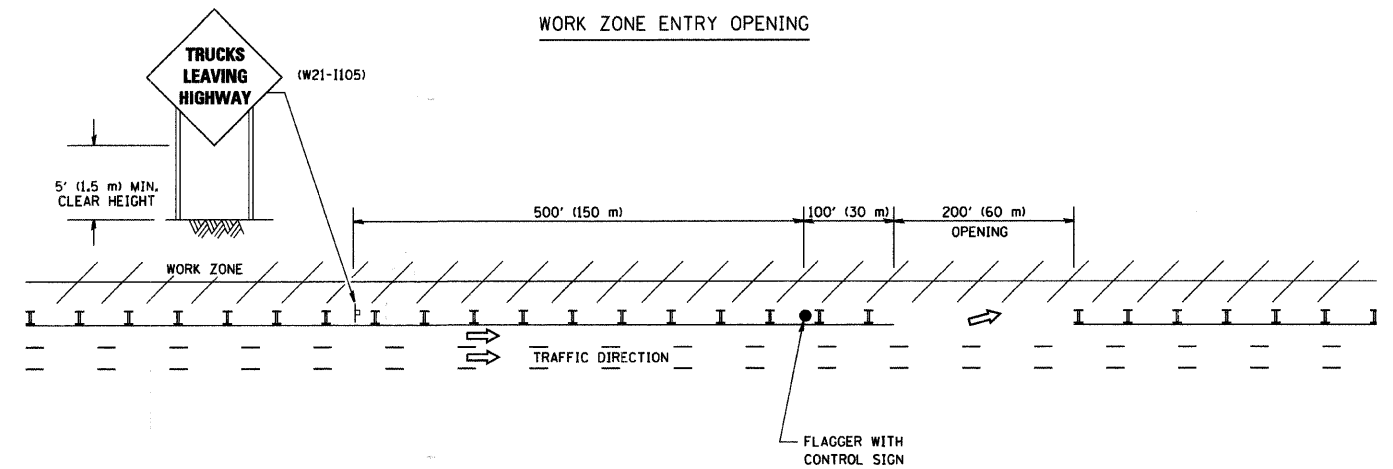 WORK ZONE ENTRY OPENING
TRUCKS
LEAVING
HIGHWAY
(W21-I105)
5' (1.5 m) MIN.
CLEAR HEIGHT
500' (150 m)
100' (30 m)
200' (60 m)
OPENING
WORK ZONE
TRAFFIC DIRECTION
FLAGGER WITH
CONTROL SIGN